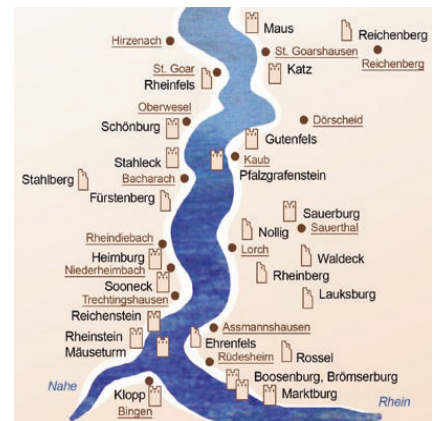 Maus
Reichenberg
Hirzenach
St. Goarshausen
Reichenberg
St. Goar
Katz
Rheinfels
Oberwesel
Schönburg
Dörscheid
Gutenfels
Stahleck
Kaub
Stahlberg
Bacharach
Pfalzgrafenstein
Fürstenberg
Sauerburg
Nollig
Sauerthal
Rheindiebach
Lorch
Heimburg
Waldeck
Niederheimbach
Rheinberg
Sooneck
Trechtingshausen
Lauksburg
Reichenstein
Assmannshausen
Rheinstein
Ehrenfels
Mäuseturm
Rossel
Rüdesheim
Nahe
Boosenburg, Brömserburg
Rhein
Klopp
Marktburg
Bingen